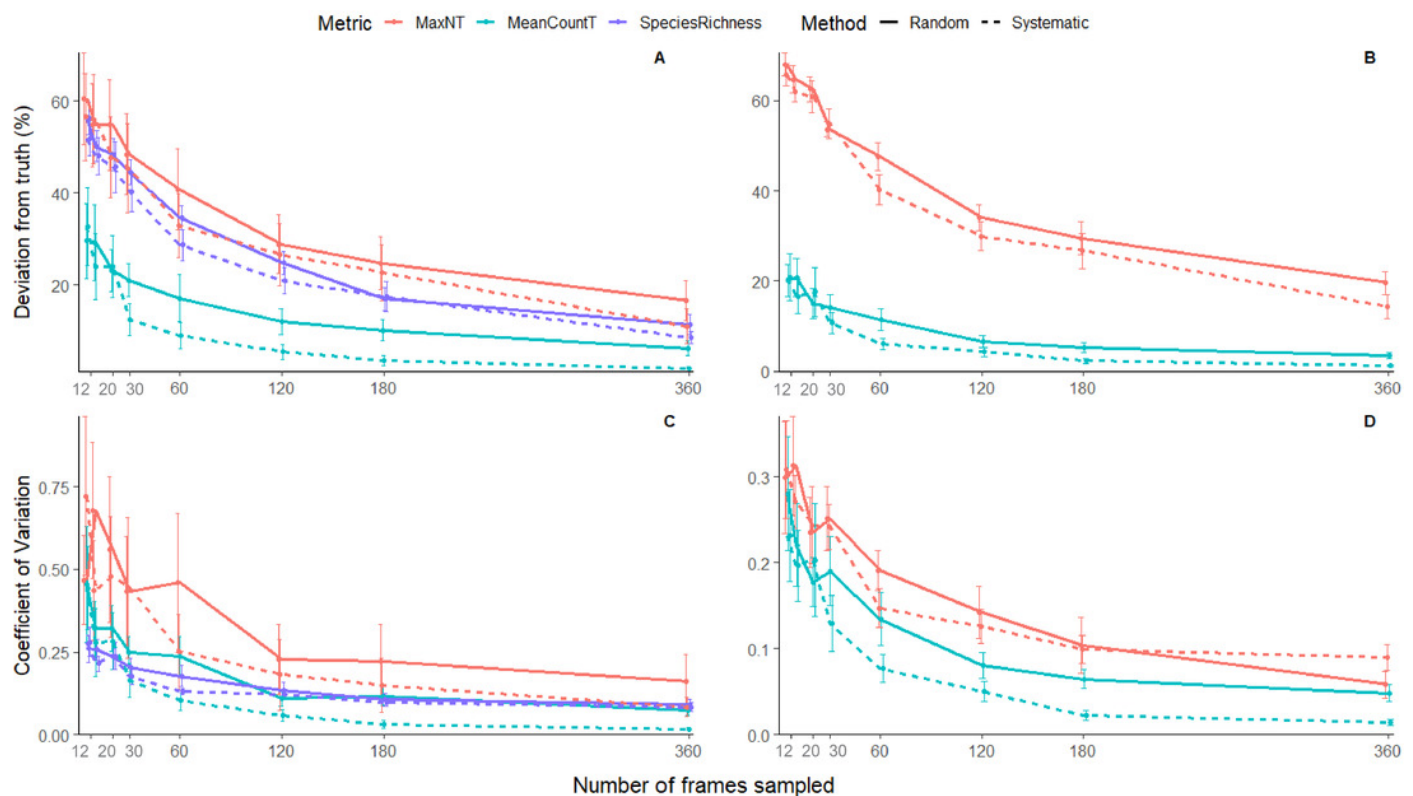 Metric MaxNT MeanCountT SpeciesRichness Method Random Systematic
A
B
Deviation from truth (%)
60
40
20
12 20 30 60 120 180 360
60
40
20
0
12 20 30 60 120 180 360
C
D
Coefficient of Variation
0.75
0.50
0.25
0.00
12 20 30 60 120 180 360
0.3
0.2
0.1
0.0
12 20 30 60 120 180 360
Number of frames sampled